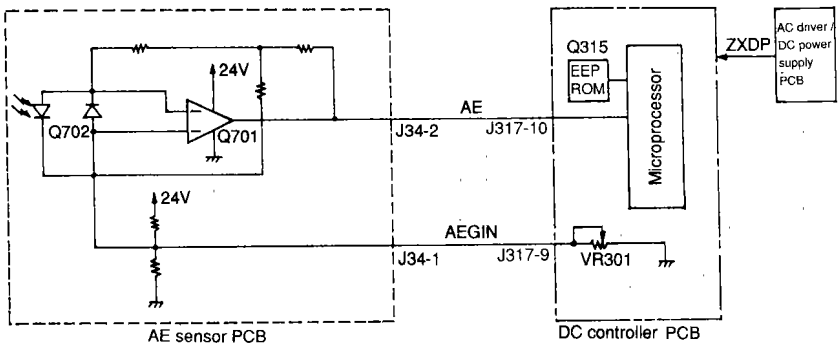 AC driver /
DC power
supply
PCB
ZXDP
Q315
EEP
ROM
Microprocessor
24V
Q702
Q701
AE
J34-2
J317-10
24V
AEGIN
J34-1
J317-9
VR301
AE sensor PCB
DC controller PCB